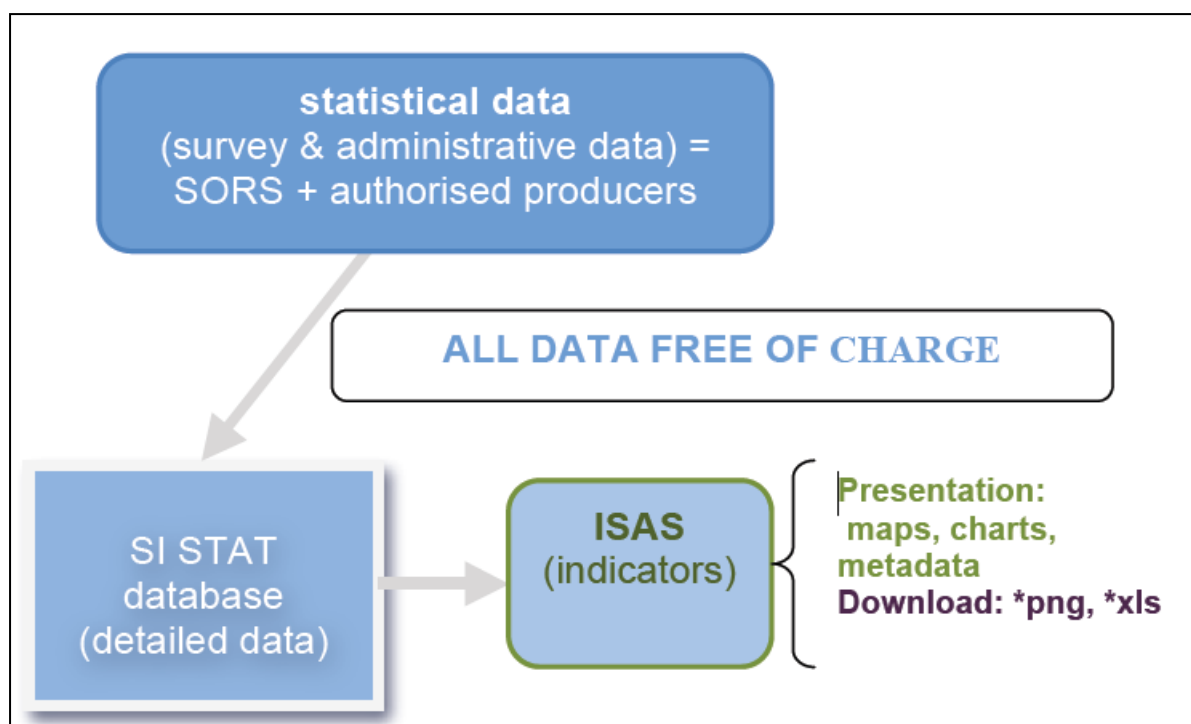 statistical data
(survey & administrative data) =
SORS + authorised producers
ALL DATA FREE OF CHARGE
SI STAT
database
(detailed data)
ISAS
(indicators)
Presentation:
maps, charts,
metadata
Download: *png, *xls